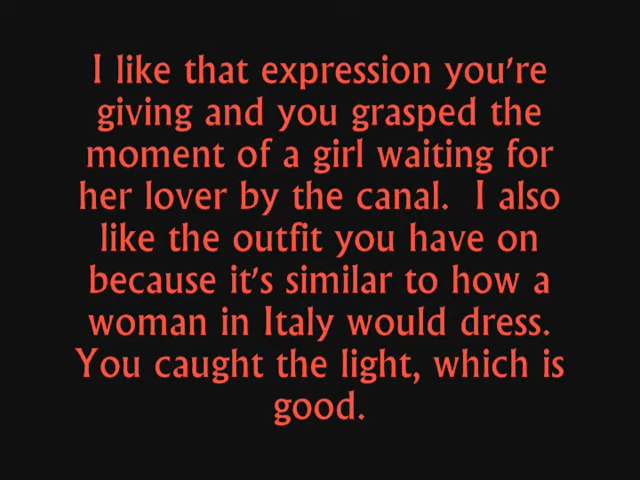 I like that expression you're
giving and you grasped the
moment of a girl waiting for
her lover by the canal.  I also
like the outfit you have on
because it's similar to how a
woman in Italy would dress.
You caught the light, which is
good.